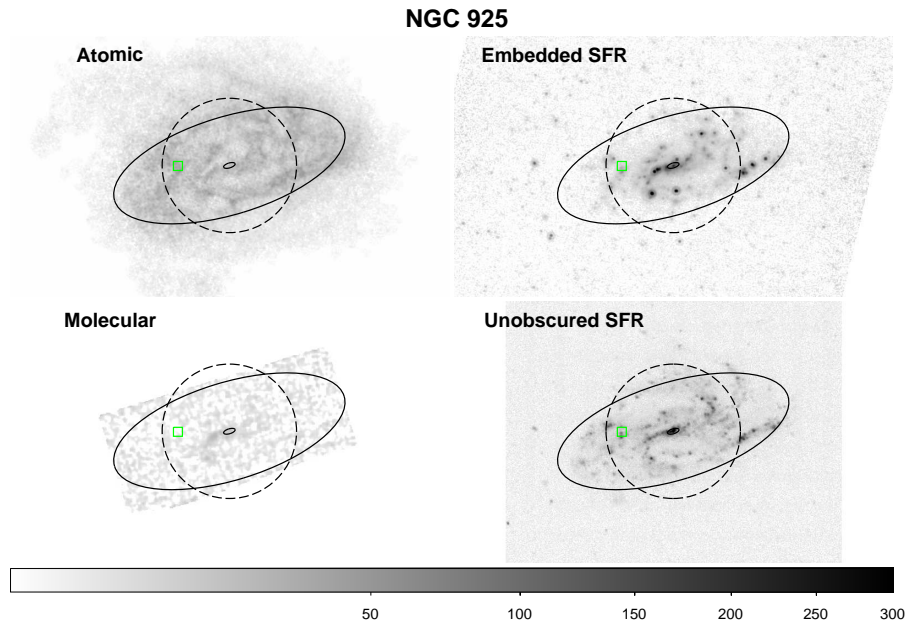 NGC 925
Atomic
Embedded SFR
Molecular
Unobscured SFR
50 100 150 200 250 300